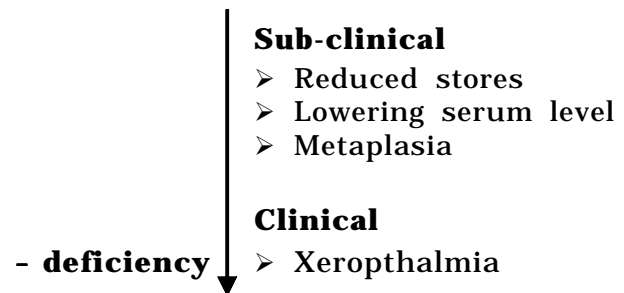 Sub-clinical
➢ Reduced stores
➢ Lowering serum level
➢ Metaplasia
Clinical
– deficiency ➢ Xeropthalmia